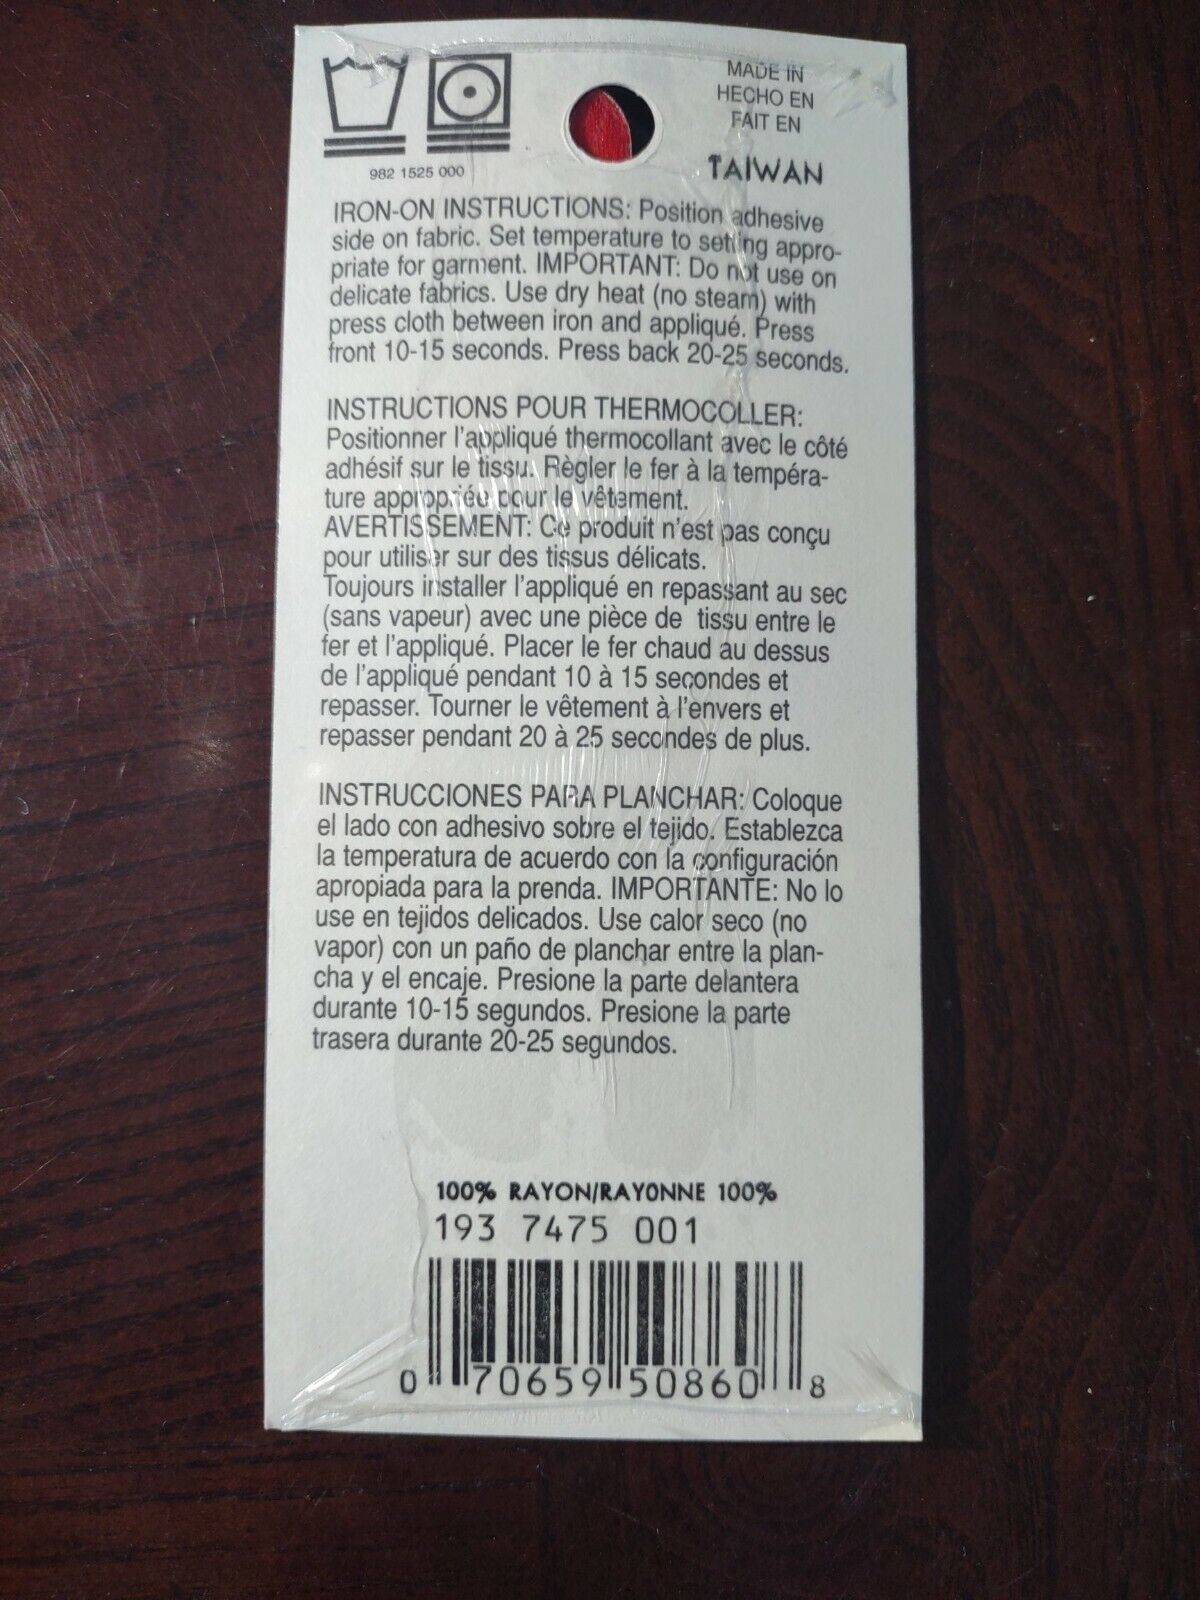 MADE IN
HECHO EN
FAIT EN
TAIWAN
982 1525 000
IRON-ON INSTRUCTIONS: Position adhesive
side on fabric. Set temperature to setting appro-
priate for garment. IMPORTANT: Do not use on
delicate fabrics. Use dry heat (no steam) with
press cloth between iron and appliqué. Press
front 10-15 seconds. Press back 20-25 seconds.
INSTRUCTIONS POUR THERMOCOLLER:
Positionner l'appliqué thermocollant avec le côté
adhésif sur le tissu. Règler le fer à la tempéra-
ture appropriée pour le vêtement.
AVERTISSEMENT: Ce produit n'est pas conçu
pour utiliser sur des tissus délicats.
Toujours installer l'appliqué en repassant au sec
(sans vapeur) avec une pièce de tissu entre le
fer et l'appliqué. Placer le fer chaud au dessus
de l'appliqué pendant 10 à 15 secondes et
repasser. Tourner le vêtement à l'envers et
repasser pendant 20 à 25 secondes de plus.
INSTRUCCIONES PARA PLANCHAR: Coloque
el lado con adhesivo sobre el tejido. Establezca
la temperatura de acuerdo con la configuración
apropiada para la prenda. IMPORTANTE: No lo
use en tejidos delicados. Use calor seco (no
vapor) con un paño de planchar entre la plan-
cha y el encaje. Presione la parte delantera
durante 10-15 segundos. Presione la parte
trasera durante 20-25 segundos.
100% RAYON/RAYONNE 100%
193 7475 001
0 70659 50860 8